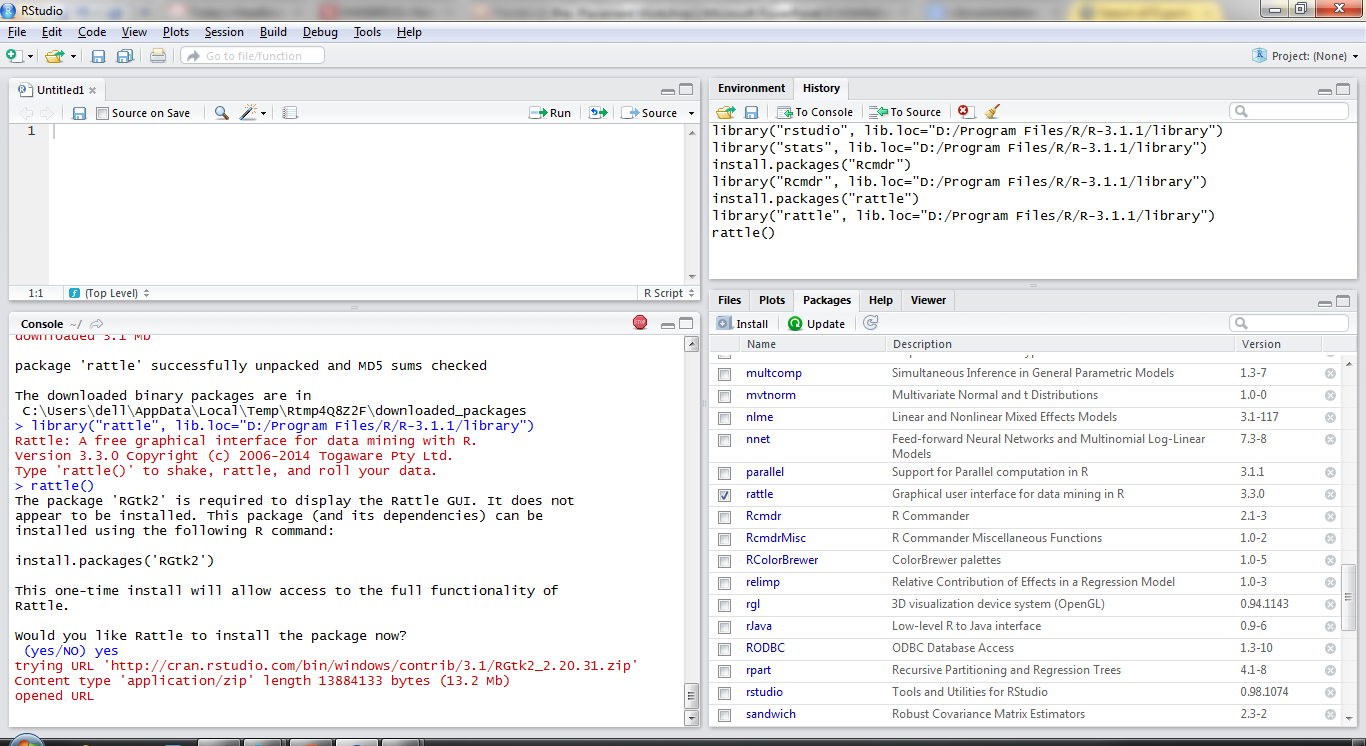 RStudio
File Edit Code View Plots Session Build Debug Tools Help
Go to file/function
Project: (None)
Untitled1
Source on Save
Run
Source
1
1:1
(Top Level)
R Script
Console ~/
downloaded 3.1 Mb
package 'rattle' successfully unpacked and MD5 sums checked
The downloaded binary packages are in
C:\Users\dell\AppData\Local\Temp\Rtmp4Q8Z2F\downloaded_packages
> library("rattle", lib.loc="D:/Program Files/R/R-3.1.1/library")
Rattle: A free graphical interface for data mining with R.
Version 3.3.0 Copyright (c) 2006-2014 Togaware Pty Ltd.
Type 'rattle()' to shake, rattle, and roll your data.
> rattle()
The package 'RGtk2' is required to display the Rattle GUI. It does not
appear to be installed. This package (and its dependencies) can be
installed using the following R command:
install.packages('RGtk2')
This one-time install will allow access to the full functionality of
Rattle.
Would you like Rattle to install the package now?
(yes/NO) yes
trying URL 'http://cran.rstudio.com/bin/windows/contrib/3.1/RGtk2_2.20.31.zip'
Content type 'application/zip' length 13884133 bytes (13.2 Mb)
opened URL
Environment History
To Console To Source
library("rstudio", lib.loc="D:/Program Files/R/R-3.1.1/library")
library("stats", lib.loc="D:/Program Files/R/R-3.1.1/library")
install.packages("Rcmdr")
library("Rcmdr", lib.loc="D:/Program Files/R/R-3.1.1/library")
install.packages("rattle")
library("rattle", lib.loc="D:/Program Files/R/R-3.1.1/library")
rattle()
Files Plots Packages Help Viewer
Install Update
Name Description Version
multcomp Simultaneous Inference in General Parametric Models 1.3-7
mvtnorm Multivariate Normal and t Distributions 1.0-0
nlme Linear and Nonlinear Mixed Effects Models 3.1-117
nnet Feed-forward Neural Networks and Multinomial Log-Linear 7.3-8
Models
parallel Support for Parallel computation in R 3.1.1
rattle Graphical user interface for data mining in R 3.3.0
Rcmdr R Commander 2.1-3
RcmdrMisc R Commander Miscellaneous Functions 1.0-2
RColorBrewer ColorBrewer palettes 1.0-5
relimp Relative Contribution of Effects in a Regression Model 1.0-3
rgl 3D visualization device system (OpenGL) 0.94.1143
rJava Low-level R to Java interface 0.9-6
RODBC ODBC Database Access 1.3-10
rpart Recursive Partitioning and Regression Trees 4.1-8
rstudio Tools and Utilities for RStudio 0.98.1074
sandwich Robust Covariance Matrix Estimators 2.3-2